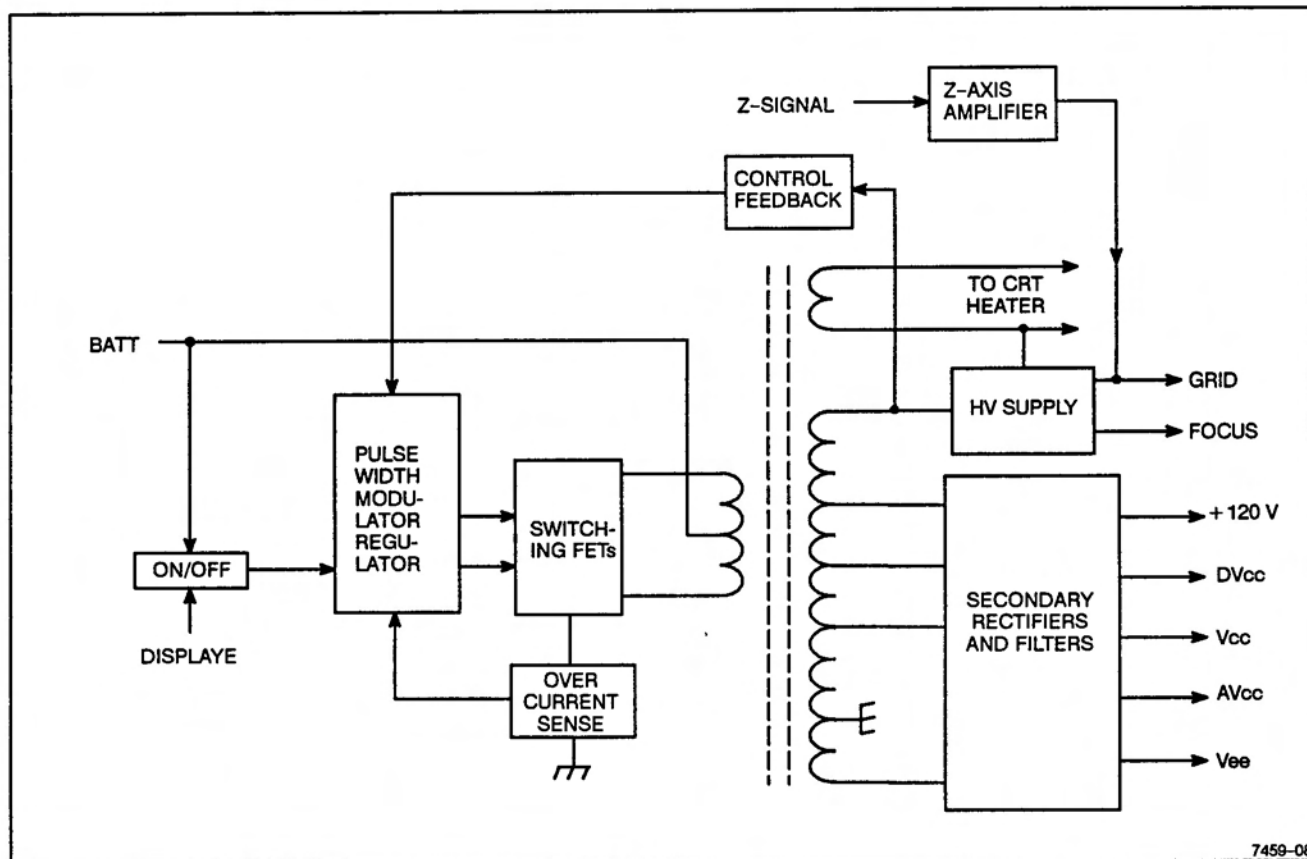 Z-SIGNAL
Z-AXIS
AMPLIFIER
CONTROL
FEEDBACK
TO CRT
HEATER
BATT
HV SUPPLY
GRID
FOCUS
PULSE
WIDTH
MODU-
LATOR
REGU-
LATOR
SWITCH-
ING FETs
ON/OFF
DISPLAYE
OVER
CURRENT
SENSE
SECONDARY
RECTIFIERS
AND FILTERS
+120 V
DVcc
Vcc
AVcc
Vee
7459-08